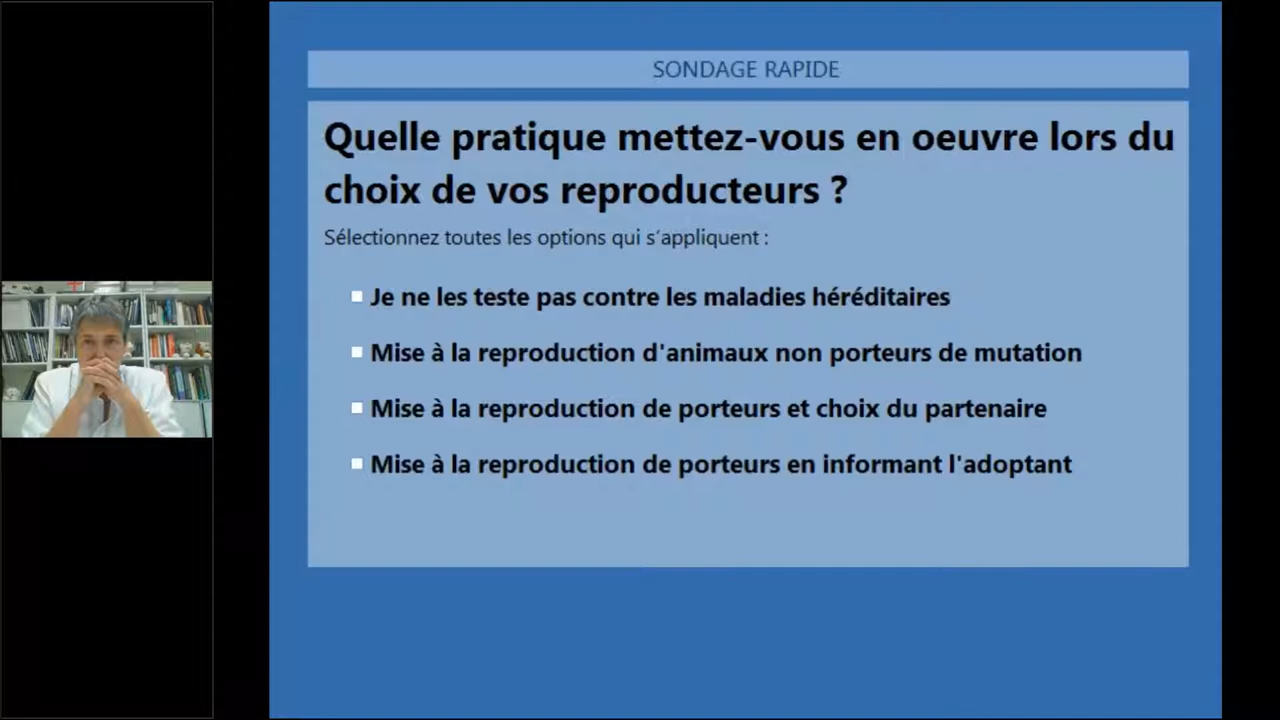 SONDAGE RAPIDE
Quelle pratique mettez-vous en oeuvre lors du
choix de vos reproducteurs ?
Sélectionnez toutes les options qui s'appliquent :
Je ne les teste pas contre les maladies héréditaires
Mise à la reproduction d'animaux non porteurs de mutation
Mise à la reproduction de porteurs et choix du partenaire
Mise à la reproduction de porteurs en informant l'adoptant